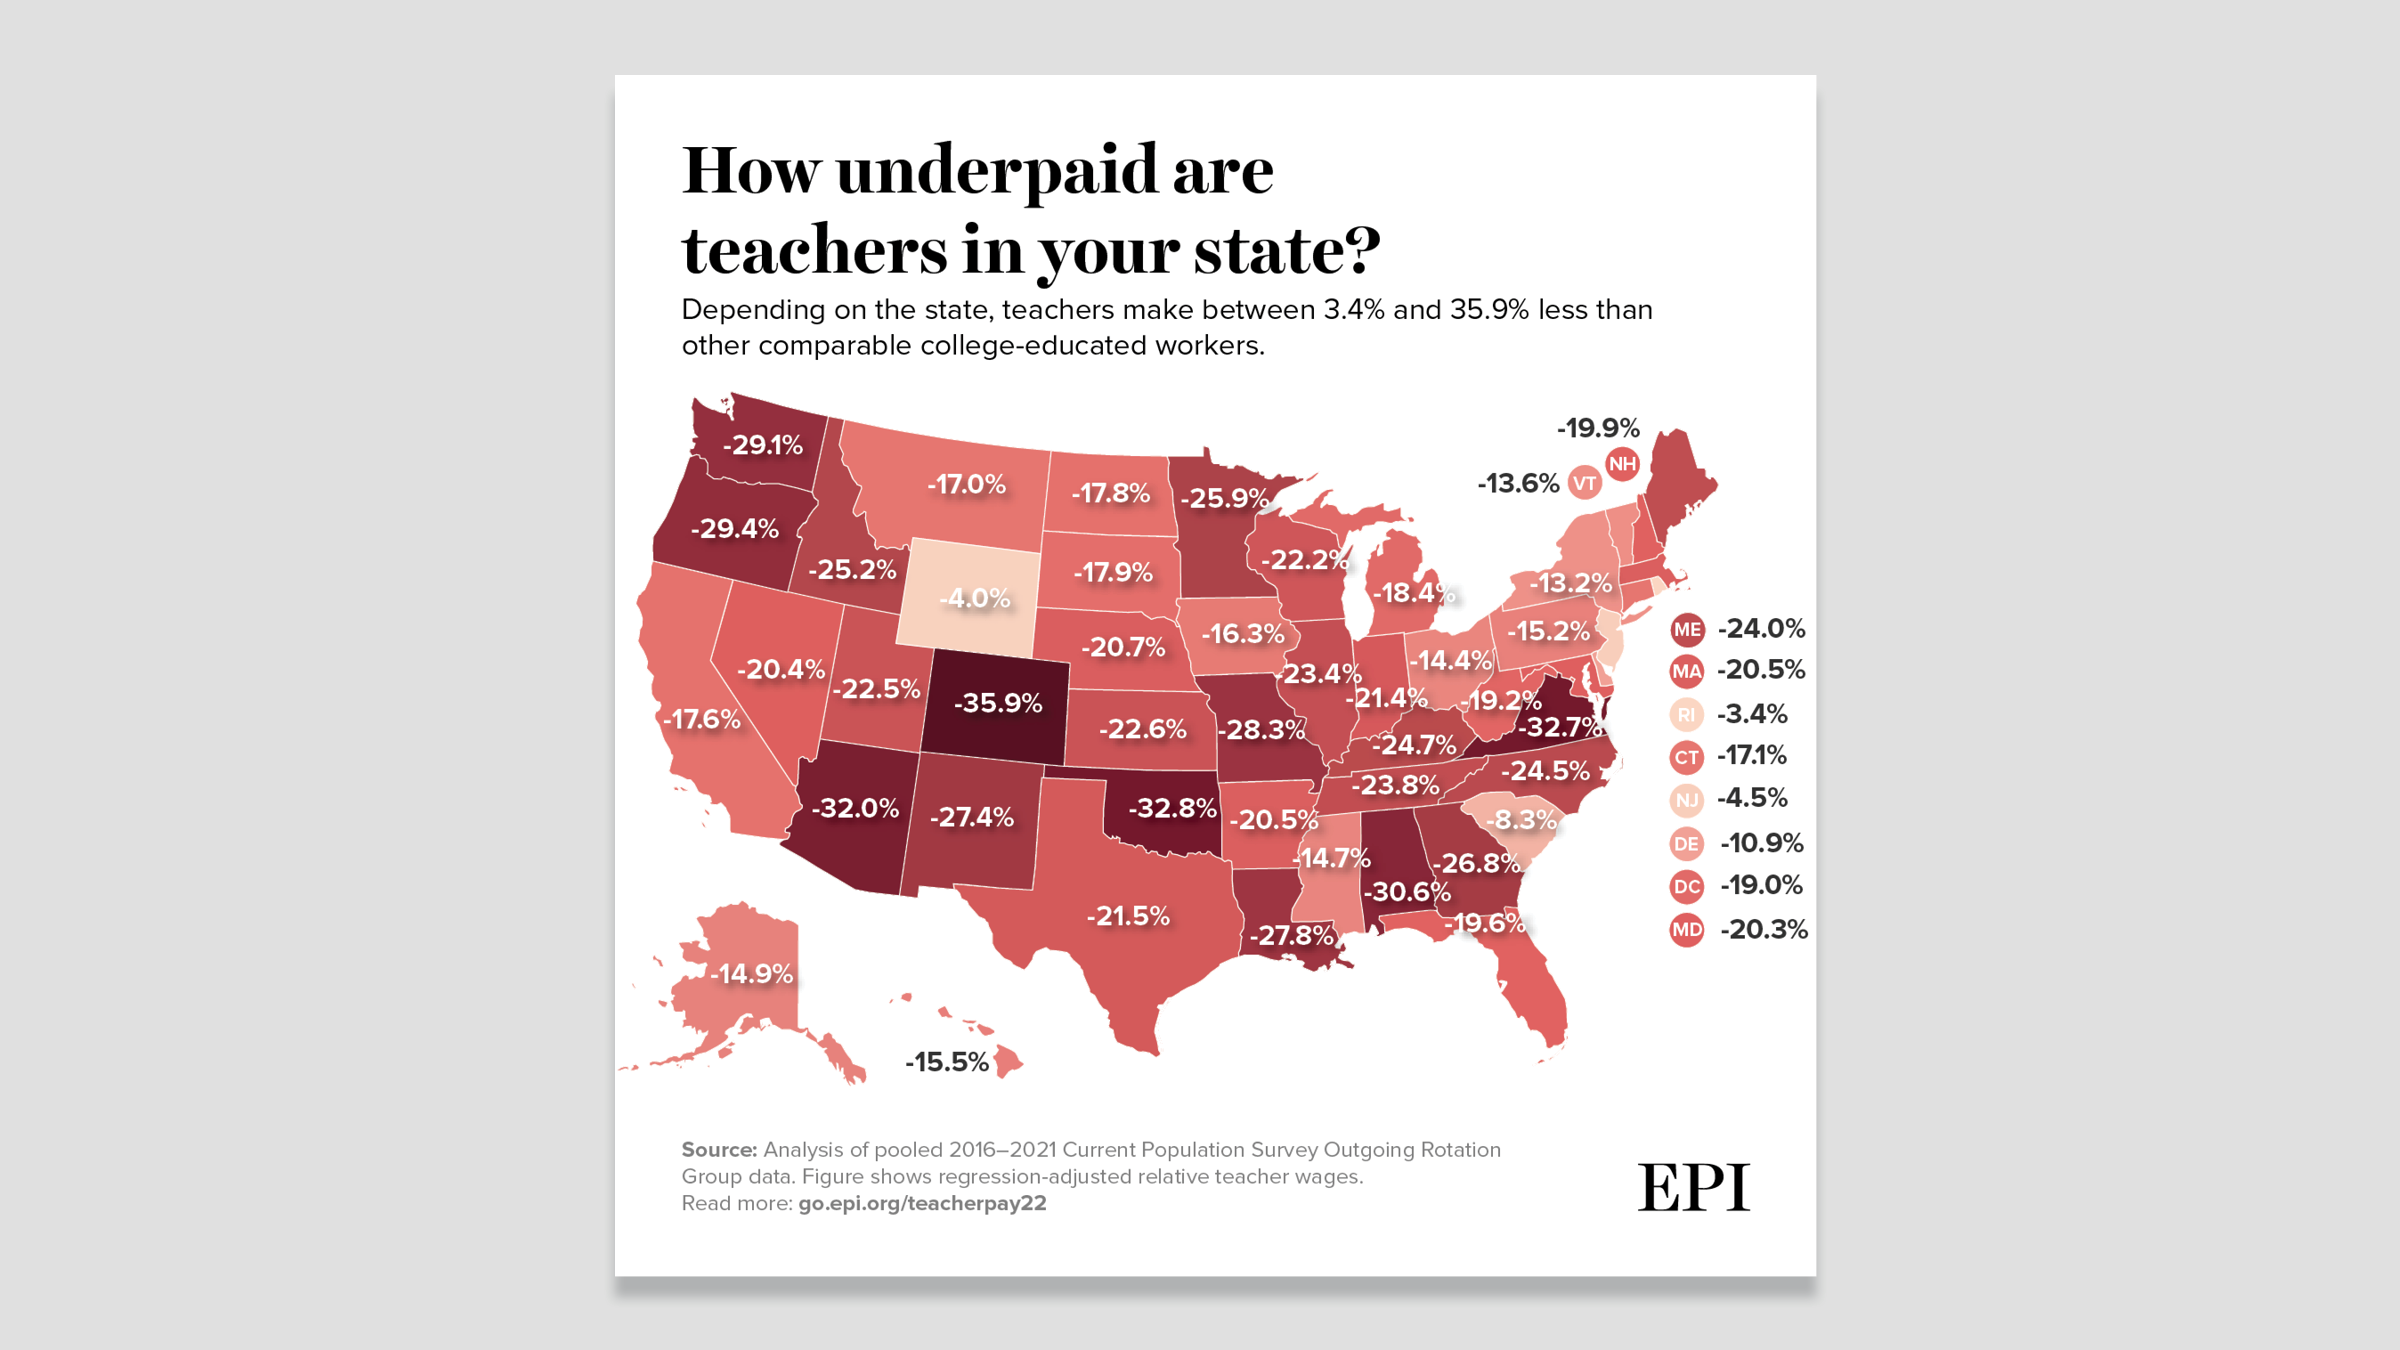 How underpaid are
teachers in your state?
Depending on the state, teachers make between 3.4% and 35.9% less than
other comparable college-educated workers.
-19.9%
NH
-13.6% VT
-29.1%
-17.0%
-17.8%
-25.9%
-29.4%
-25.2%
-4.0%
-17.9%
-22.2%
-18.4%
-13.2%
-16.3%
-15.2%
ME -24.0%
-20.4%
-22.5%
-20.7%
-23.4%
-21.4%
-14.4%
-19.2%
MA -20.5%
-17.6%
-35.9%
-22.6%
-28.3%
-24.7%
-32.7%
RI -3.4%
CT -17.1%
-24.5%
-23.8%
NJ -4.5%
-32.0%
-27.4%
-32.8%
-20.5%
-8.3%
DE -10.9%
-14.7%
-30.6%
-26.8%
DC -19.0%
-21.5%
-27.8%
-19.6%
MD -20.3%
-14.9%
-15.5%
Source: Analysis of pooled 2016–2021 Current Population Survey Outgoing Rotation
Group data. Figure shows regression-adjusted relative teacher wages.
Read more: go.epi.org/teacherpay22
EPI